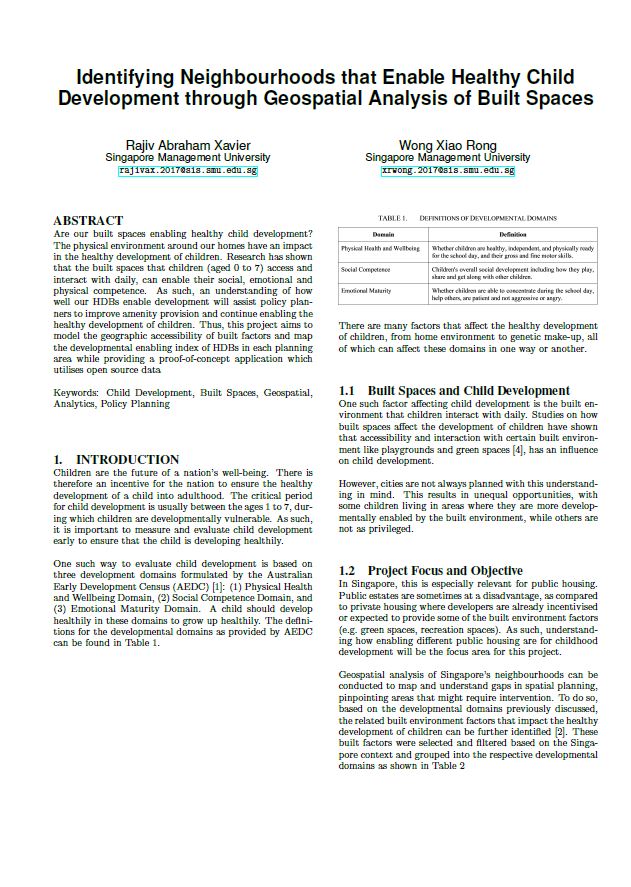 Identifying Neighbourhoods that Enable Healthy Child
Development through Geospatial Analysis of Built Spaces
Rajiv Abraham Xavier
Singapore Management University
rajivax.2017@sis.smu.edu.sg
Wong Xiao Rong
Singapore Management University
xrwong.2017@sis.smu.edu.sg
ABSTRACT
Are our built spaces enabling healthy child development?
The physical environment around our homes have an impact
in the healthy development of children. Research has shown
that the built spaces that children (aged 0 to 7) access and
interact with daily, can enable their social, emotional and
physical competence. As such, an understanding of how
well our HDBs enable development will assist policy plan-
ners to improve amenity provision and continue enabling the
healthy development of children. Thus, this project aims to
model the geographic accessibility of built factors and map
the developmental enabling index of HDBs in each planning
area while providing a proof-of-concept application which
utilises open source data
Keywords: Child Development, Built Spaces, Geospatial,
Analytics, Policy Planning
1. INTRODUCTION
Children are the future of a nation's well-being. There is
therefore an incentive for the nation to ensure the healthy
development of a child into adulthood. The critical period
for child development is usually between the ages 1 to 7, dur-
ing which children are developmentally vulnerable. As such,
it is important to measure and evaluate child development
early to ensure that the child is developing healthily.
One such way to evaluate child development is based on
three development domains formulated by the Australian
Early Development Census (AEDC) [1]: (1) Physical Health
and Wellbeing Domain, (2) Social Competence Domain, and
(3) Emotional Maturity Domain. A child should develop
healthily in these domains to grow up healthily. The defini-
tions for the developmental domains as provided by AEDC
can be found in Table 1.
TABLE 1. DEFINITIONS OF DEVELOPMENTAL DOMAINS
Domain Definition
Physical Health and Wellbeing Whether children are healthy, independent, and physically ready
for the school day, and their gross and fine motor skills.
Social Competence Children's overall social development including how they play,
share and get along with other children.
Emotional Maturity Whether children are able to concentrate during the school day,
help others, are patient and not aggressive or angry.
There are many factors that affect the healthy development
of children, from home environment to genetic make-up, all
of which can affect these domains in one way or another.
1.1 Built Spaces and Child Development
One such factor affecting child development is the built en-
vironment that children interact with daily. Studies on how
built spaces affect the development of children have shown
that accessibility and interaction with certain built environ-
ment like playgrounds and green spaces [4], has an influence
on child development.
However, cities are not always planned with this understand-
ing in mind. This results in unequal opportunities, with
some children living in areas where they are more develop-
mentally enabled by the built environment, while others are
not as privileged.
1.2 Project Focus and Objective
In Singapore, this is especially relevant for public housing.
Public estates are sometimes at a disadvantage, as compared
to private housing where developers are already incentivised
or expected to provide some of the built environment factors
(e.g. green spaces, recreation spaces). As such, understand-
ing how enabling different public housing are for childhood
development will be the focus area for this project.
Geospatial analysis of Singapore's neighbourhoods can be
conducted to map and understand gaps in spatial planning,
pinpointing areas that might require intervention. To do so,
based on the developmental domains previously discussed,
the related built environment factors that impact the healthy
development of children can be further identified [2]. These
built factors were selected and filtered based on the Singa-
pore context and grouped into the respective developmental
domains as shown in Table 2